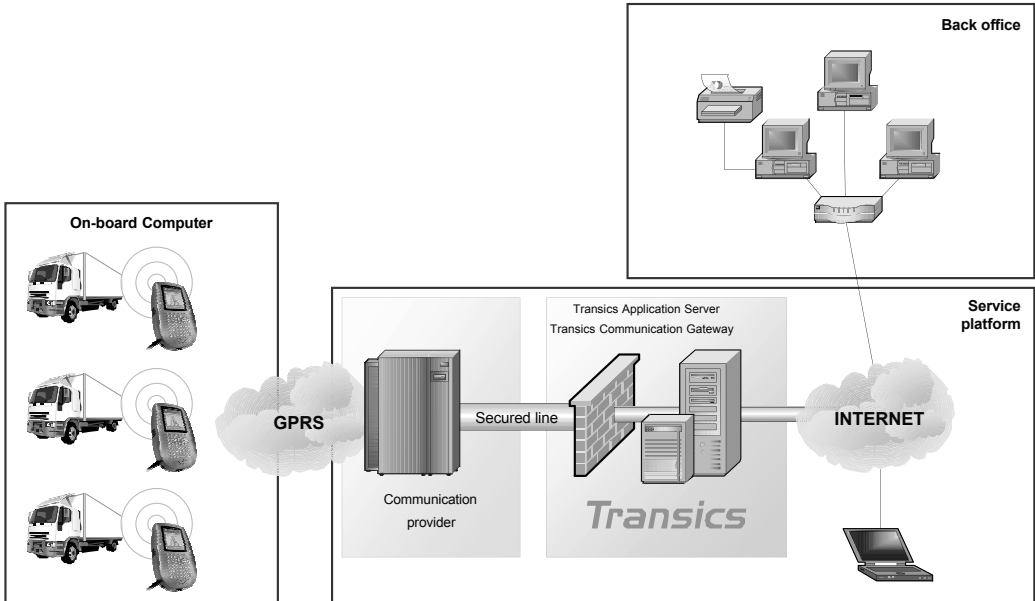 Back office
On-board Computer
Service
platform
Transics Application Server
Transics Communication Gateway
GPRS
Secured line
INTERNET
Communication
provider
Transics